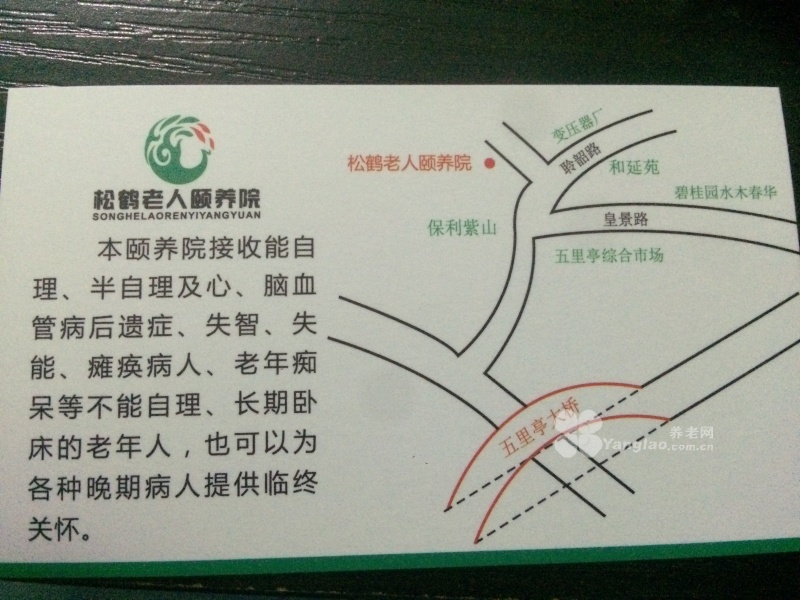 松鹤老人颐养院
SONGHELAORENYIYANGYUAN
本颐养院接收能自
理、半自理及心、脑血
管病后遗症、失智、失
能、瘫痪病人、老年痴
呆等不能自理、长期卧
床的老年人，也可以为
各种晚期病人提供临终
关怀。
变压器厂
松鹤老人颐养院
聆韶路
和延苑
碧桂园水木春华
保利紫山
皇景路
五里亭综合市场
五里亭大桥
养老网
Yanglao.com.cn